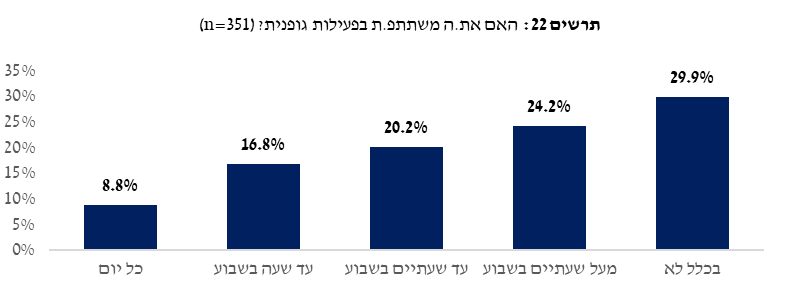 תרשים 22: האם את.ה משתתפ.ת בפעילות גופנית? (n=351)
35%
30%
25%
20%
15%
10%
5%
0%
8.8%
16.8%
20.2%
24.2%
29.9%
כל יום
עד שעה בשבוע
עד שעתיים בשבוע
מעל שעתיים בשבוע
בכלל לא